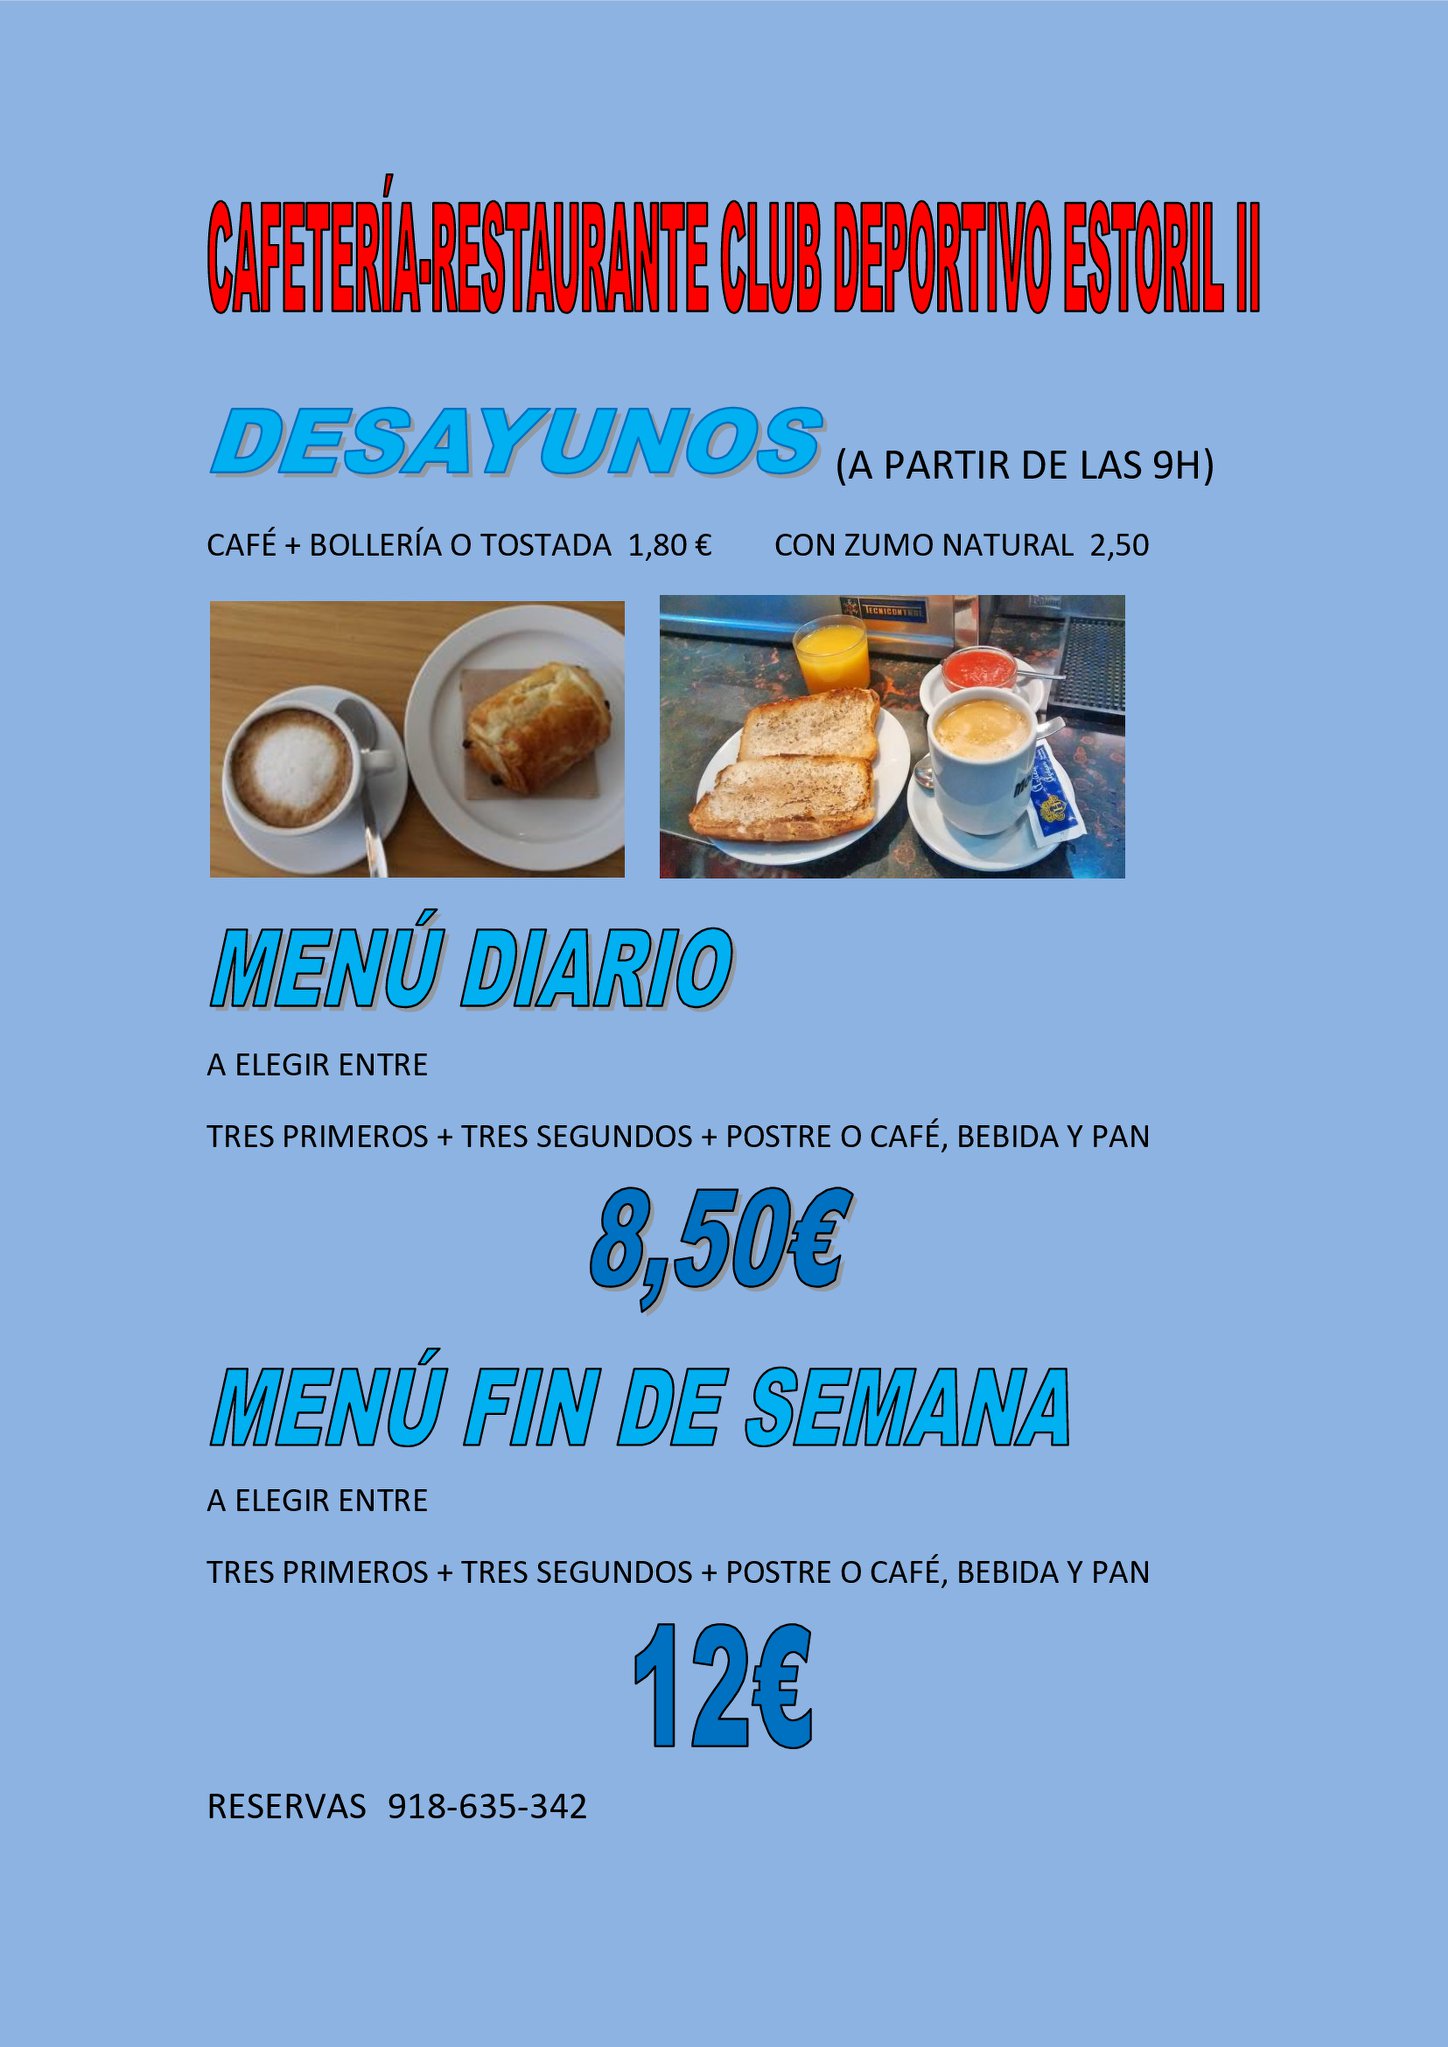 CAFETERÍA-RESTAURANTE CLUB DEPORTIVO ESTORIL II
DESAYUNOS (A PARTIR DE LAS 9H)
CAFÉ + BOLLERÍA O TOSTADA 1,80 € CON ZUMO NATURAL 2,50
TECNICONTROL
MENÚ DIARIO
A ELEGIR ENTRE
TRES PRIMEROS + TRES SEGUNDOS + POSTRE O CAFÉ, BEBIDA Y PAN
8,50€
MENÚ FIN DE SEMANA
A ELEGIR ENTRE
TRES PRIMEROS + TRES SEGUNDOS + POSTRE O CAFÉ, BEBIDA Y PAN
12€
RESERVAS 918-635-342